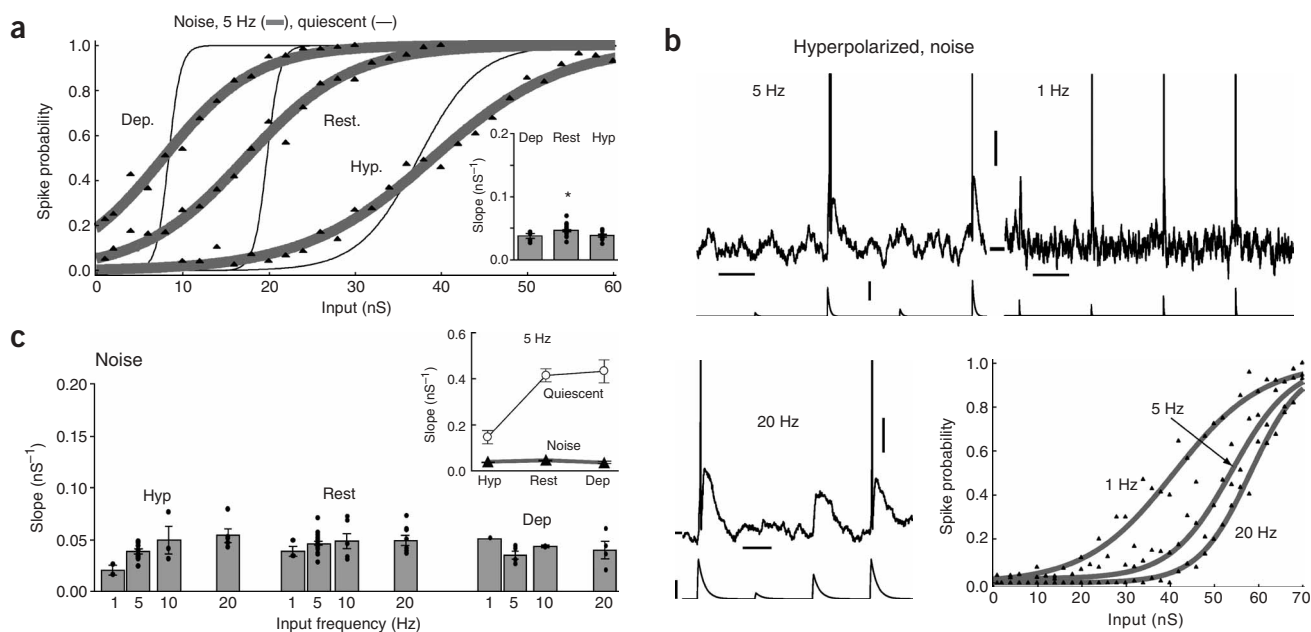 a
Noise, 5 Hz (—), quiescent (—)
1.0
0.8
0.6
0.4
0.2
0.0
Spike probability
Dep.
Rest.
Hyp.
0
10
20
30
40
50
60
Input (nS)
Dep Rest Hyp
0.2
0.1
0.0
Slope (nS⁻¹)
*
b
Hyperpolarized, noise
5 Hz
1 Hz
20 Hz
1.0
0.8
0.6
0.4
0.2
0.0
Spike probability
1 Hz
5 Hz
20 Hz
0 10 20 30 40 50 60 70
Input (nS)
c
Noise
0.20
0.15
0.10
0.05
0.00
Slope (nS⁻¹)
Hyp
Rest
Dep
1 5 10 20 1 5 10 20 1 5 10 20
Input frequency (Hz)
5 Hz
0.6
0.4
0.2
0.0
Slope (nS⁻¹)
Quiescent
Noise
Hyp Rest Dep